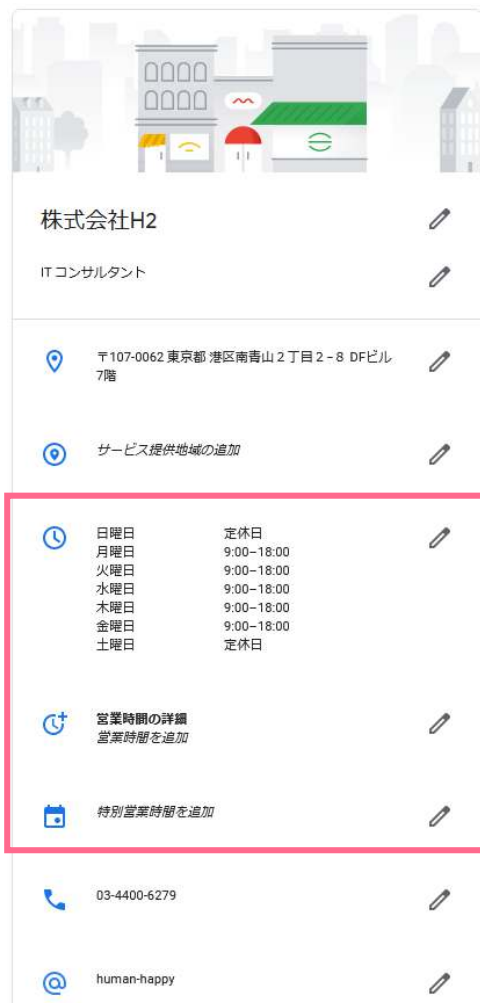 株式会社H2
IT コンサルタント
〒107-0062 東京都 港区南青山２丁目２−８ DFビル
7階
サービス提供地域の追加
日曜日 定休日
月曜日 9:00–18:00
火曜日 9:00–18:00
水曜日 9:00–18:00
木曜日 9:00–18:00
金曜日 9:00–18:00
土曜日 定休日
営業時間の詳細
営業時間を追加
特別営業時間を追加
03-4400-6279
human-happy